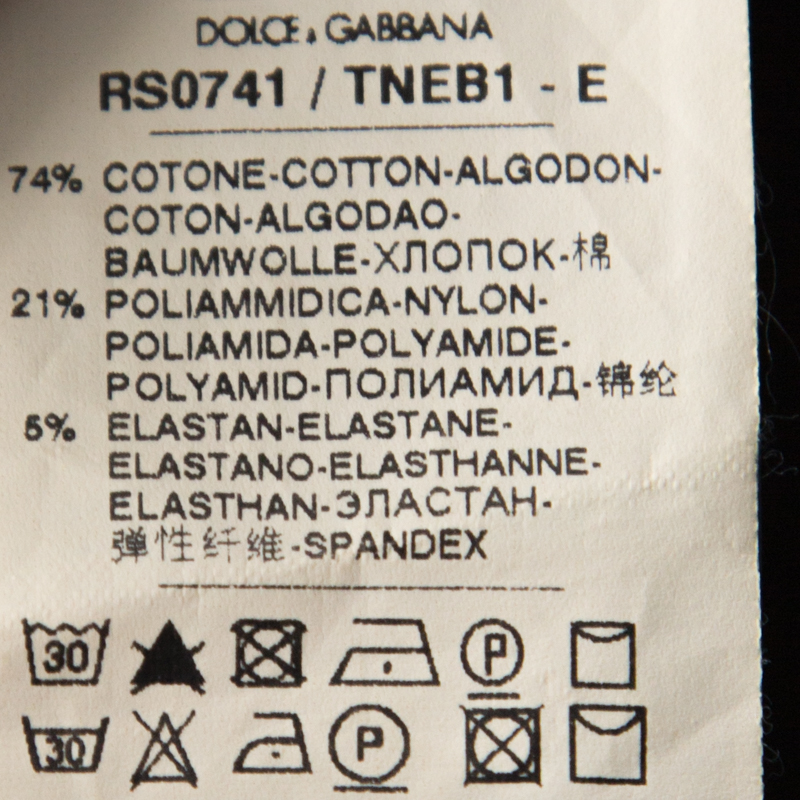 DOLCE & GABBANA
RS0741 / TNEB1 - E
74% COTONE-COTTON-ALGODON-
COTON-ALGODAO-
BAUMWOLLE-ХЛОПОК-棉
21% POLIAMMIDICA-NYLON-
POLIAMIDA-POLYAMIDE-
POLYAMID-ПОЛИАМИД-锦纶
5% ELASTAN-ELASTANE-
ELASTANO-ELASTHANNE-
ELASTHAN-ЭЛАСТАН-
弹性纤维-SPANDEX
30 P
30 P